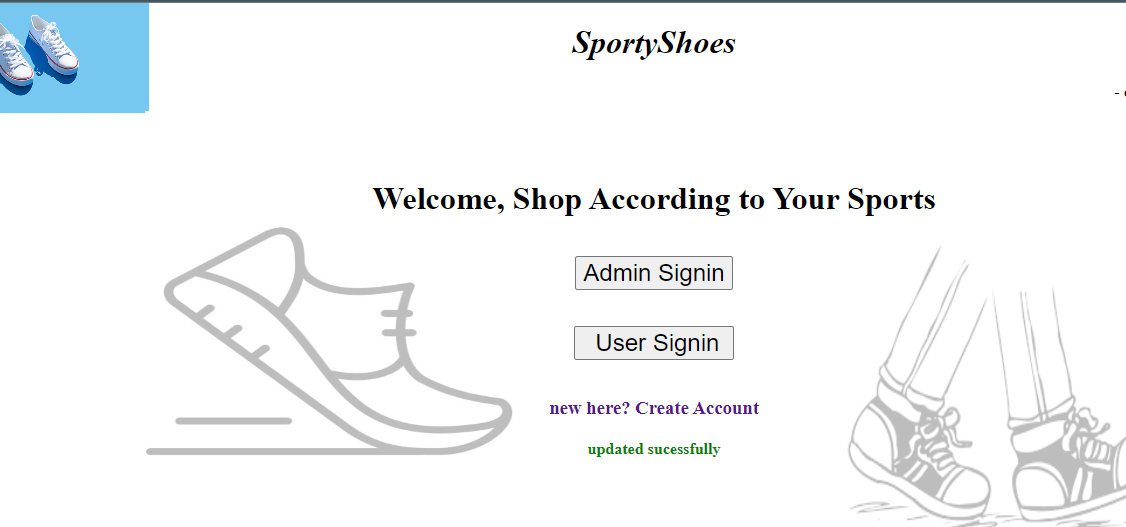 SportyShoes
Welcome, Shop According to Your Sports
Admin Signin
User Signin
new here? Create Account
updated sucessfully